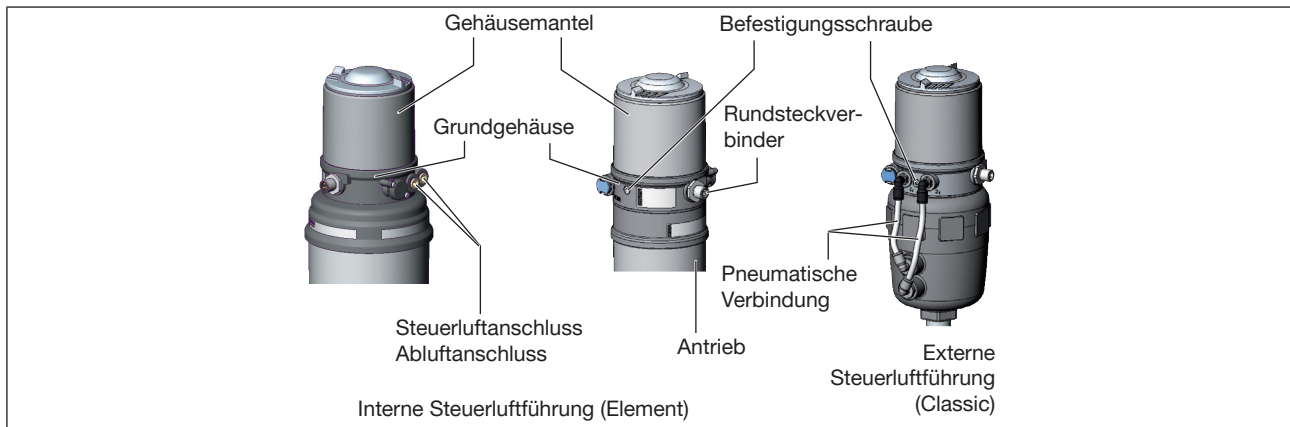 Gehäusemantel
Befestigungsschraube
Grundgehäuse
Rundsteckver-
binder
Steuerluftanschluss
Abluftanschluss
Antrieb
Pneumatische
Verbindung
Interne Steuerluftführung (Element)
Externe
Steuerluftführung
(Classic)